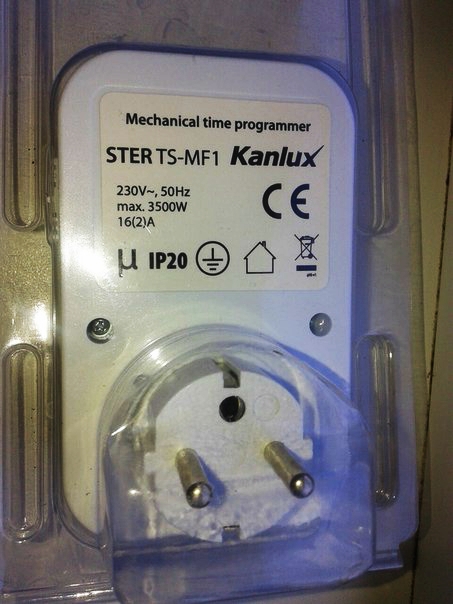 Mechanical time programmer
STER TS-MF1 Kanlux
230V~, 50Hz
max. 3500W
16(2)A
CE
µ IP20